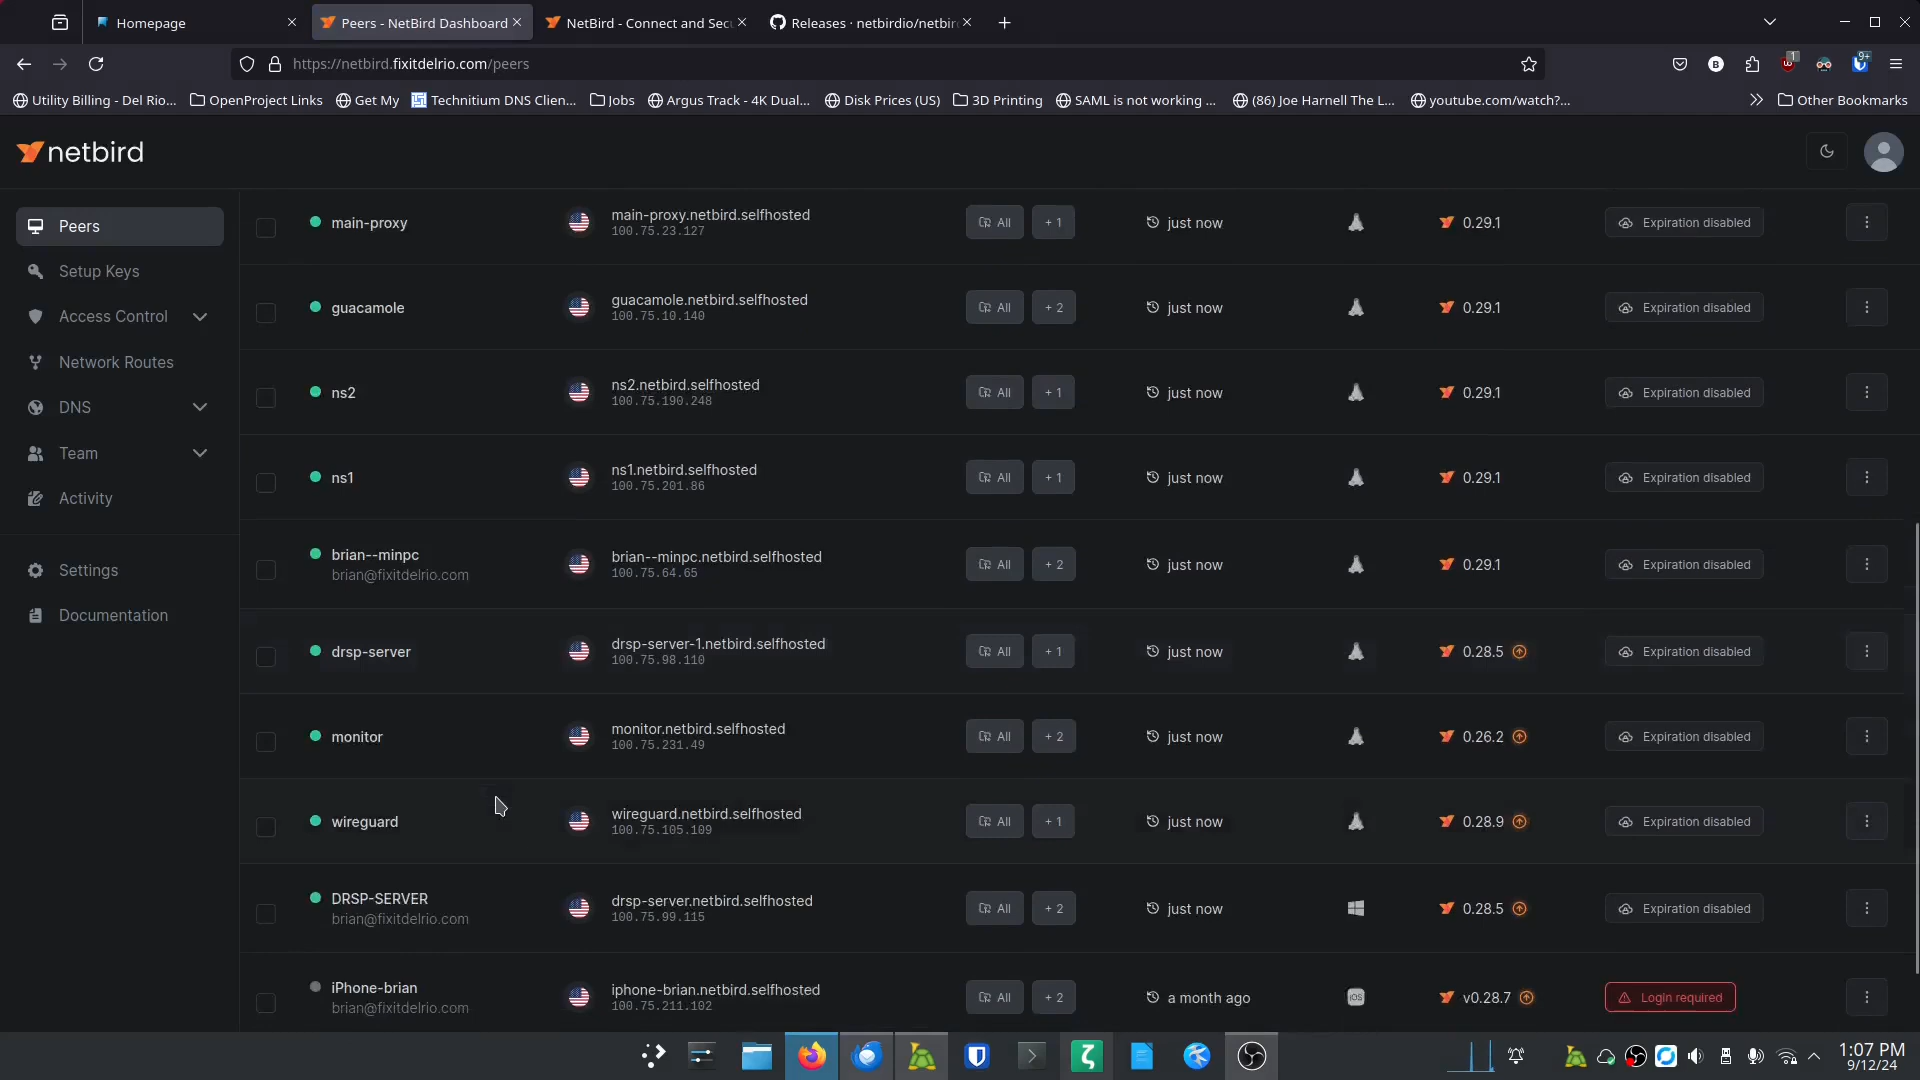 Homepage
Peers - NetBird Dashboard
NetBird - Connect and Sec
Releases · netbirdio/netbir
https://netbird.fixitdelrio.com/peers
Utility Billing - Del Rio...
OpenProject Links
Get My
Technitium DNS Clien...
Jobs
Argus Track - 4K Dual...
Disk Prices (US)
3D Printing
SAML is not working ...
(86) Joe Harnell The L...
youtube.com/watch?...
Other Bookmarks
netbird
Peers
Setup Keys
Access Control
Network Routes
DNS
Team
Activity
Settings
Documentation
main-proxy
main-proxy.netbird.selfhosted
100.75.23.127
All + 1
just now
0.29.1
Expiration disabled
guacamole
guacamole.netbird.selfhosted
100.75.10.140
All + 2
just now
0.29.1
Expiration disabled
ns2
ns2.netbird.selfhosted
100.75.190.248
All + 1
just now
0.29.1
Expiration disabled
ns1
ns1.netbird.selfhosted
100.75.201.86
All + 1
just now
0.29.1
Expiration disabled
brian--minpc
brian@fixitdelrio.com
brian--minpc.netbird.selfhosted
100.75.64.65
All + 2
just now
0.29.1
Expiration disabled
drsp-server
drsp-server-1.netbird.selfhosted
100.75.98.110
All + 1
just now
0.28.5
Expiration disabled
monitor
monitor.netbird.selfhosted
100.75.231.49
All + 2
just now
0.26.2
Expiration disabled
wireguard
wireguard.netbird.selfhosted
100.75.105.109
All + 1
just now
0.28.9
Expiration disabled
DRSP-SERVER
brian@fixitdelrio.com
drsp-server.netbird.selfhosted
100.75.99.115
All + 2
just now
0.28.5
Expiration disabled
iPhone-brian
brian@fixitdelrio.com
iphone-brian.netbird.selfhosted
100.75.211.102
All + 2
a month ago
iOS
v0.28.7
Login required
1:07 PM
9/12/24